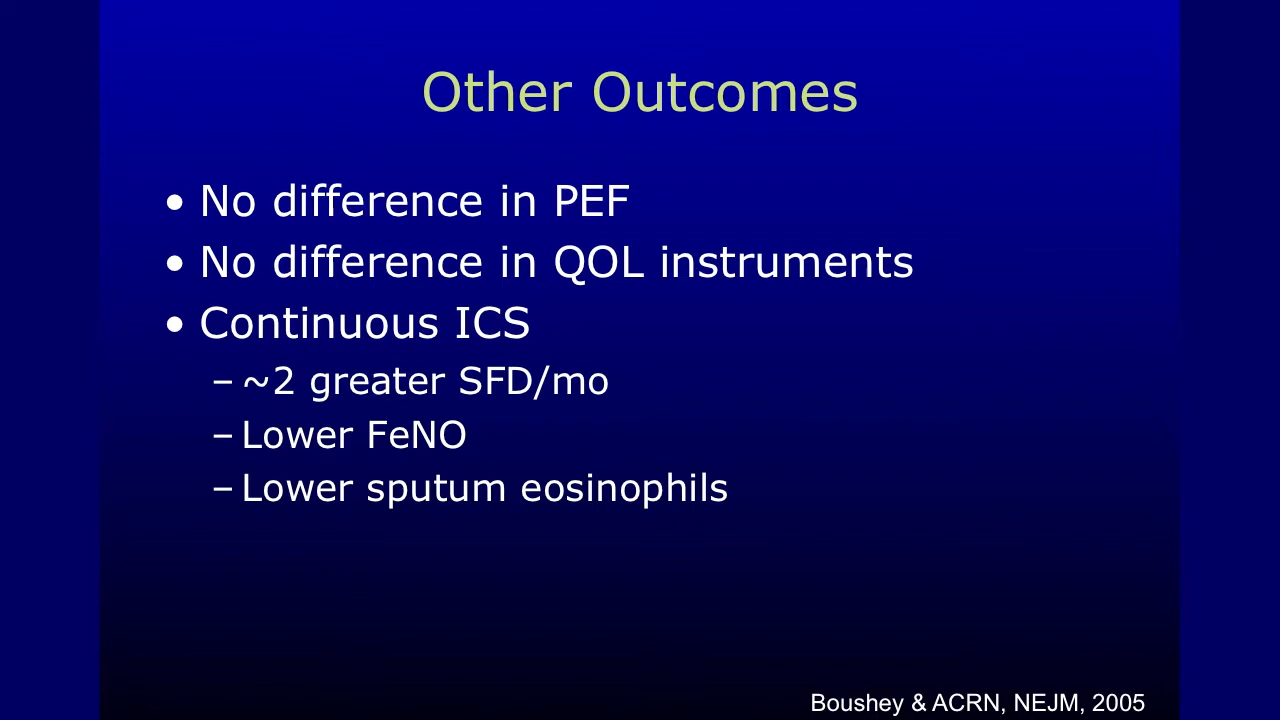 Other Outcomes
• No difference in PEF
• No difference in QOL instruments
• Continuous ICS
– ~2 greater SFD/mo
– Lower FeNO
– Lower sputum eosinophils
Boushey & ACRN, NEJM, 2005